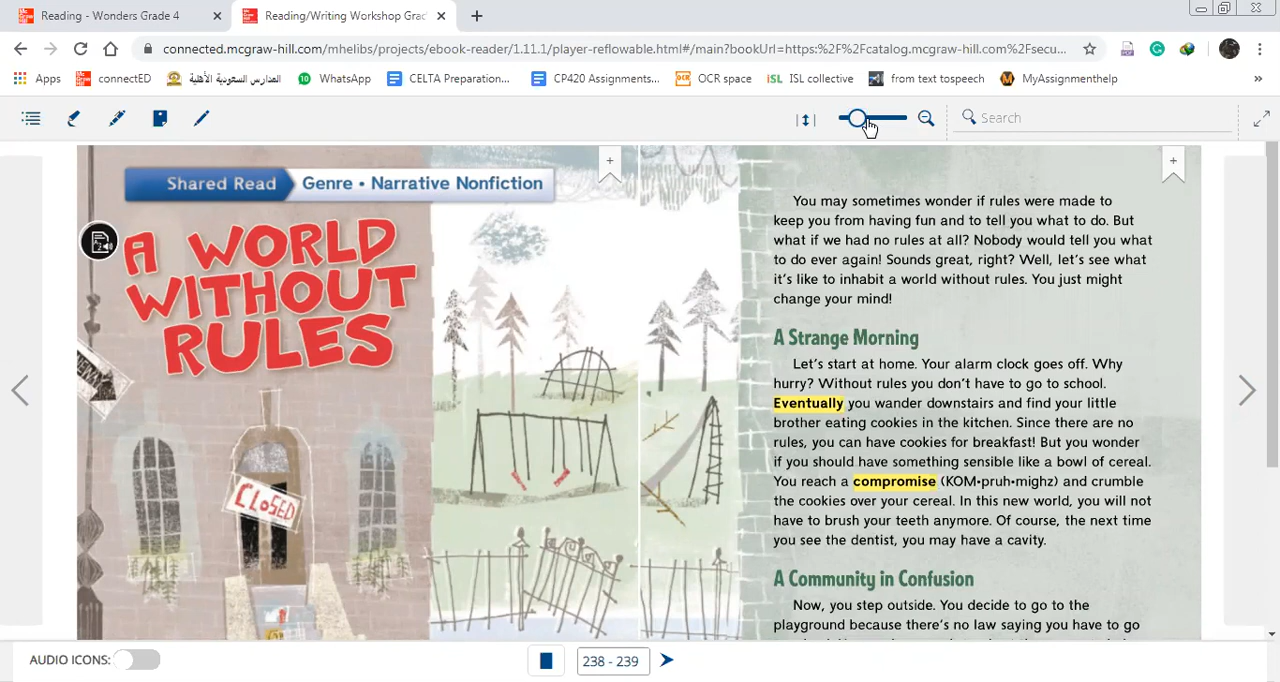 Reading - Wonders Grade 4
Reading/Writing Workshop Grac
connected.mcgraw-hill.com/mhelibs/projects/ebook-reader/1.11.1/player-reflowable.html#/main?bookUrl=https:%2F%2Fcatalog.mcgraw-hill.com%2Fsecu...
Apps
connectED
المدارس السعودية الأهلية
WhatsApp
CELTA Preparation...
CP420 Assignments...
OCR space
iSL ISL collective
from text tospeech
MyAssignmenthelp
Search
Shared Read
Genre • Narrative Nonfiction
A WORLD
WITHOUT
RULES
CLOSED
You may sometimes wonder if rules were made to
keep you from having fun and to tell you what to do. But
what if we had no rules at all? Nobody would tell you what
to do ever again! Sounds great, right? Well, let's see what
it's like to inhabit a world without rules. You just might
change your mind!
A Strange Morning
Let's start at home. Your alarm clock goes off. Why
hurry? Without rules you don't have to go to school.
Eventually you wander downstairs and find your little
brother eating cookies in the kitchen. Since there are no
rules, you can have cookies for breakfast! But you wonder
if you should have something sensible like a bowl of cereal.
You reach a compromise (KOM•pruh•mighz) and crumble
the cookies over your cereal. In this new world, you will not
have to brush your teeth anymore. Of course, the next time
you see the dentist, you may have a cavity.
A Community in Confusion
Now, you step outside. You decide to go to the
playground because there's no law saying you have to go
AUDIO ICONS:
238 - 239